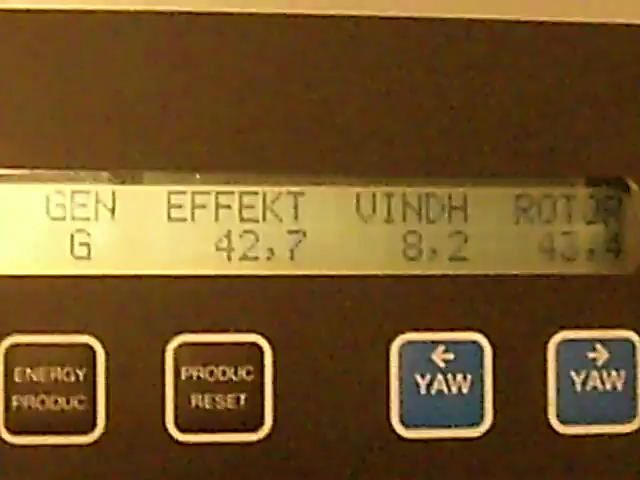 GEN EFFEKT VINDH ROTOR
G 42,7 8,2 43,4
ENERGY PRODUC
PRODUC RESET
← YAW
→ YAW